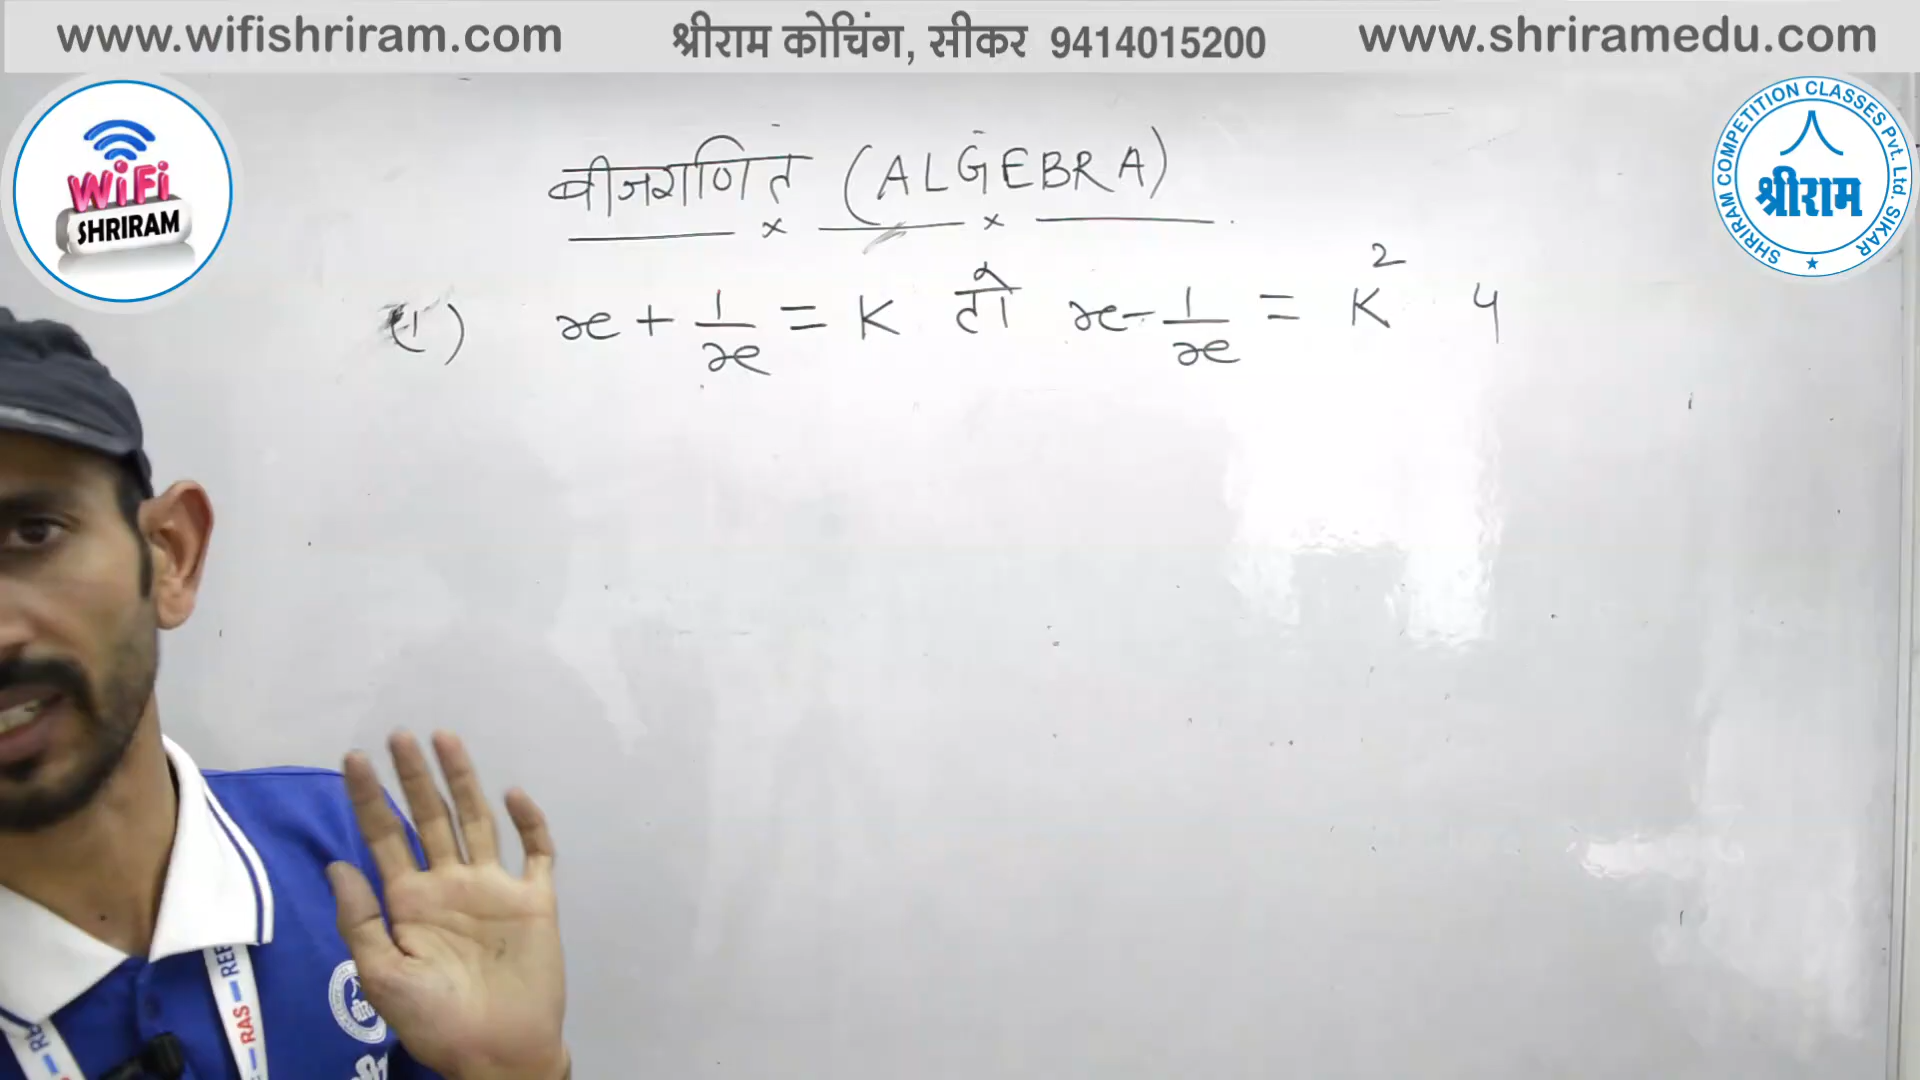 www.wifishriram.com श्रीराम कोचिंग, सीकर 9414015200 www.shriramedu.com
WiFi
SHRIRAM
SHRIRAM COMPETITION CLASSES Pvt. Ltd. SIKAR
श्रीराम
बीजगणित (ALGEBRA)
(1) x + 1/x = K तो x - 1/x = K² 4
RAS
REE